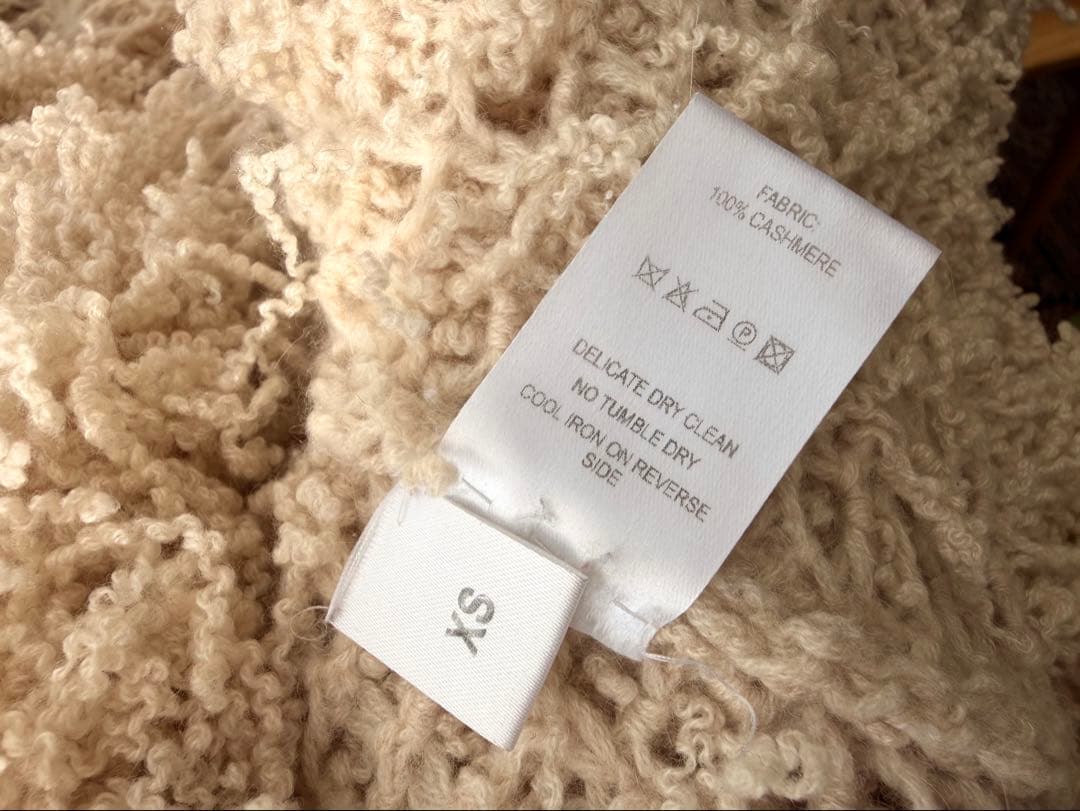 FABRIC:
100% CASHMERE
P
DELICATE DRY CLEAN
NO TUMBLE DRY
COOL IRON ON REVERSE
SIDE
XS